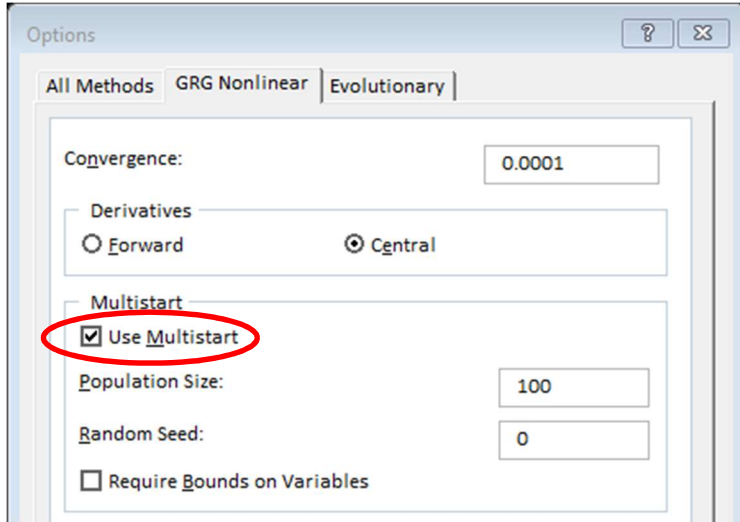 Options
All Methods GRG Nonlinear Evolutionary
Convergence: 0.0001
Derivatives
Forward Central
Multistart
Use Multistart
Population Size: 100
Random Seed: 0
Require Bounds on Variables